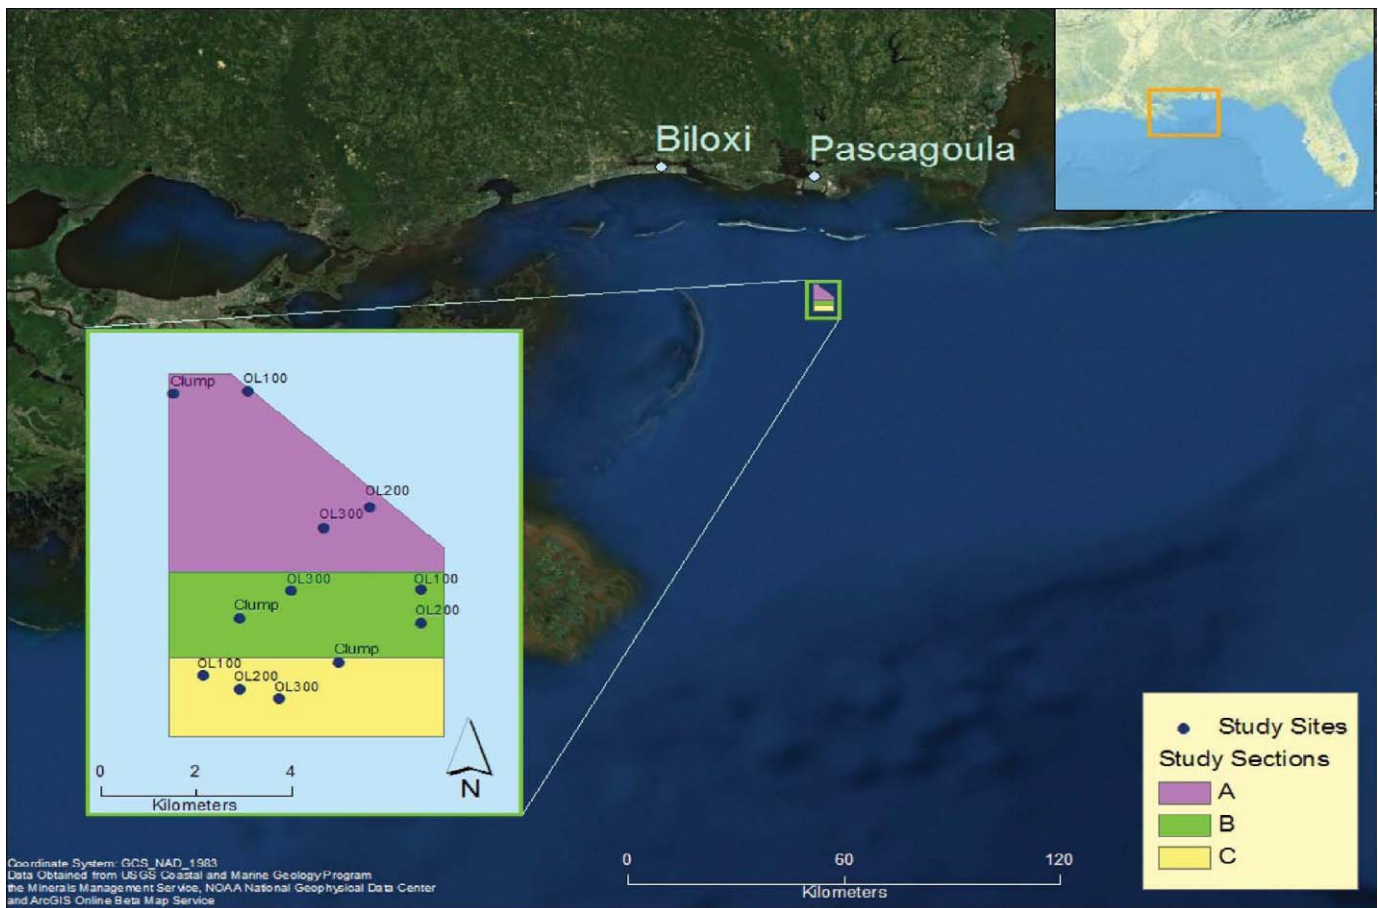 Biloxi
Pascagoula
Clump
OL100
OL200
OL300
OL300
OL100
Clump
OL200
Clump
OL100
OL200
OL300
0 2 4
Kilometers
N
Study Sites
Study Sections
A
B
C
0 60 120
Kilometers
Coordinate System: GCS_NAD_1983
Data Obtained from USGS Coastal and Marine Geology Program
the Minerals Management Service, NOAA National Geophysical Data Center
and ArcGIS Online Beta Map Service